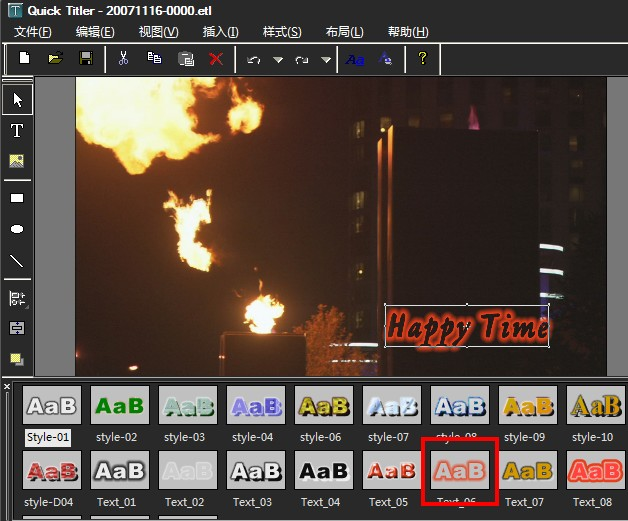 Quick Titler - 20071116-0000.etl
文件(F) 编辑(E) 视图(V) 插入(I) 样式(S) 布局(L) 帮助(H)
Aa A ?
T
Happy Time
AaB AaB AaB AaB AaB AaB AaB AaB AaB
Style-01 style-02 style-03 style-04 style-06 style-07 style-08 style-09 style-10
AaB AaB AaB AaB AaB AaB AaB AaB AaB
style-D04 Text_01 Text_02 Text_03 Text_04 Text_05 Text_06 Text_07 Text_08